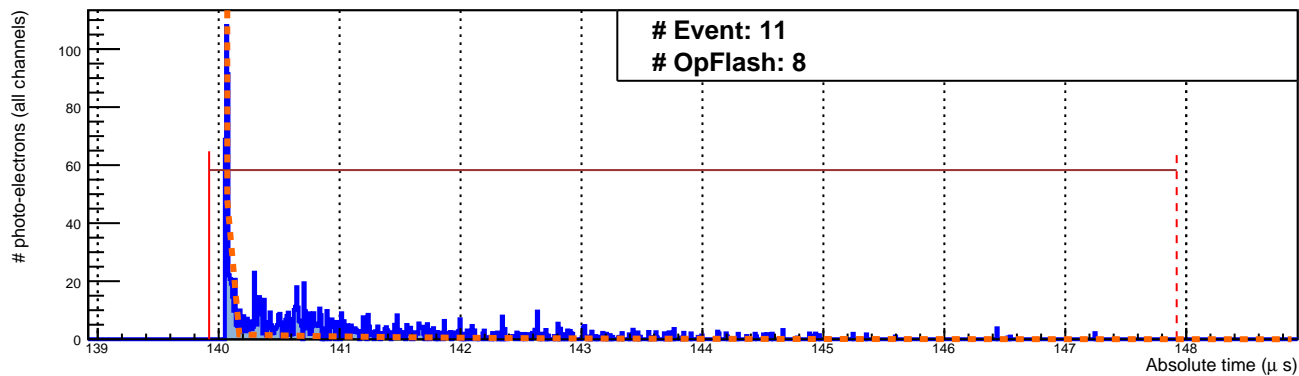 # Event: 11
# OpFlash: 8
# photo-electrons (all channels)
100
80
60
40
20
0
139 140 141 142 143 144 145 146 147 148
Absolute time (μ s)